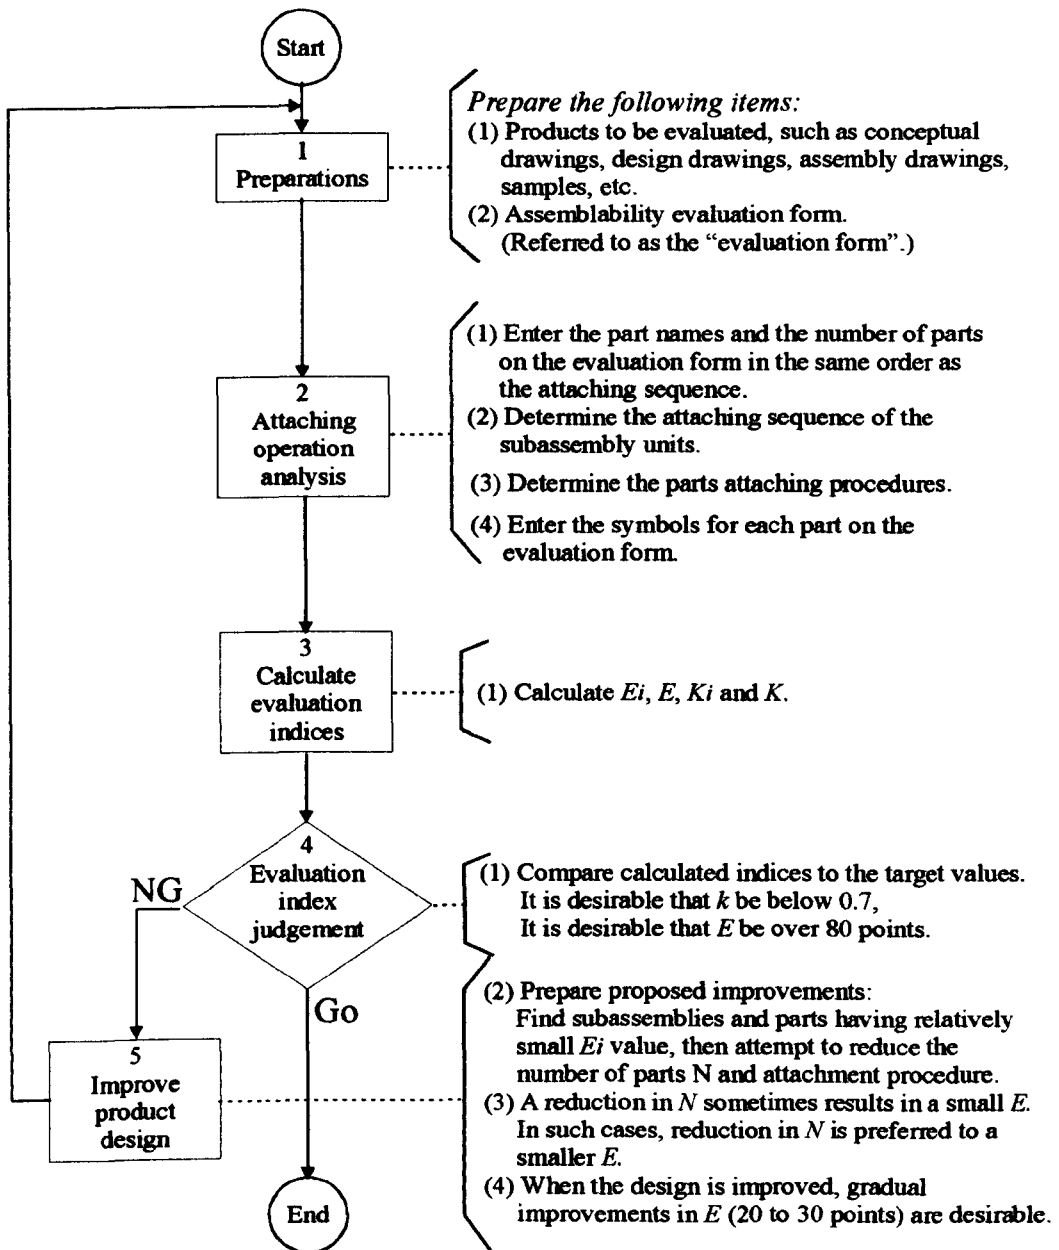 Start
Prepare the following items:
(1) Products to be evaluated, such as conceptual
drawings, design drawings, assembly drawings,
samples, etc.
(2) Assemblability evaluation form.
(Referred to as the “evaluation form”.)
1
Preparations
(1) Enter the part names and the number of parts
on the evaluation form in the same order as
the attaching sequence.
(2) Determine the attaching sequence of the
subassembly units.
(3) Determine the parts attaching procedures.
(4) Enter the symbols for each part on the
evaluation form.
2
Attaching
operation
analysis
3
Calculate
evaluation
indices
(1) Calculate Ei, E, Ki and K.
4
Evaluation
index
judgement
NG
Go
(1) Compare calculated indices to the target values.
It is desirable that k be below 0.7,
It is desirable that E be over 80 points.
(2) Prepare proposed improvements:
Find subassemblies and parts having relatively
small Ei value, then attempt to reduce the
number of parts N and attachment procedure.
(3) A reduction in N sometimes results in a small E.
In such cases, reduction in N is preferred to a
smaller E.
(4) When the design is improved, gradual
improvements in E (20 to 30 points) are desirable.
5
Improve
product
design
End